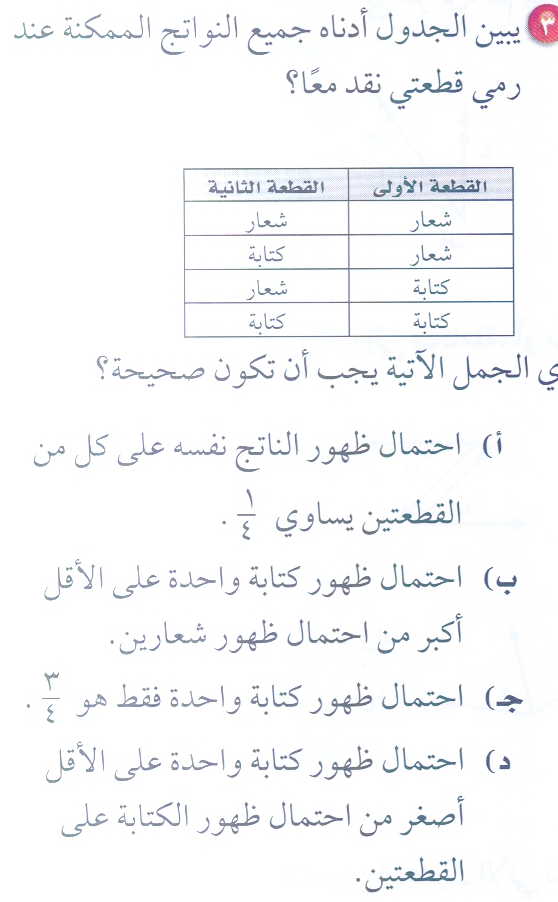 ٣ يبين الجدول أدناه جميع النواتج الممكنة عند
رمي قطعتي نقد معًا؟
القطعة الأولى القطعة الثانية
شعار شعار
شعار كتابة
كتابة شعار
كتابة كتابة
ي الجمل الآتية يجب أن تكون صحيحة؟
أ) احتمال ظهور الناتج نفسه على كل من
القطعتين يساوي ١/٤ .
ب) احتمال ظهور كتابة واحدة على الأقل
أكبر من احتمال ظهور شعارين.
جـ) احتمال ظهور كتابة واحدة فقط هو ٣/٤ .
د) احتمال ظهور كتابة واحدة على الأقل
أصغر من احتمال ظهور الكتابة على
القطعتين.